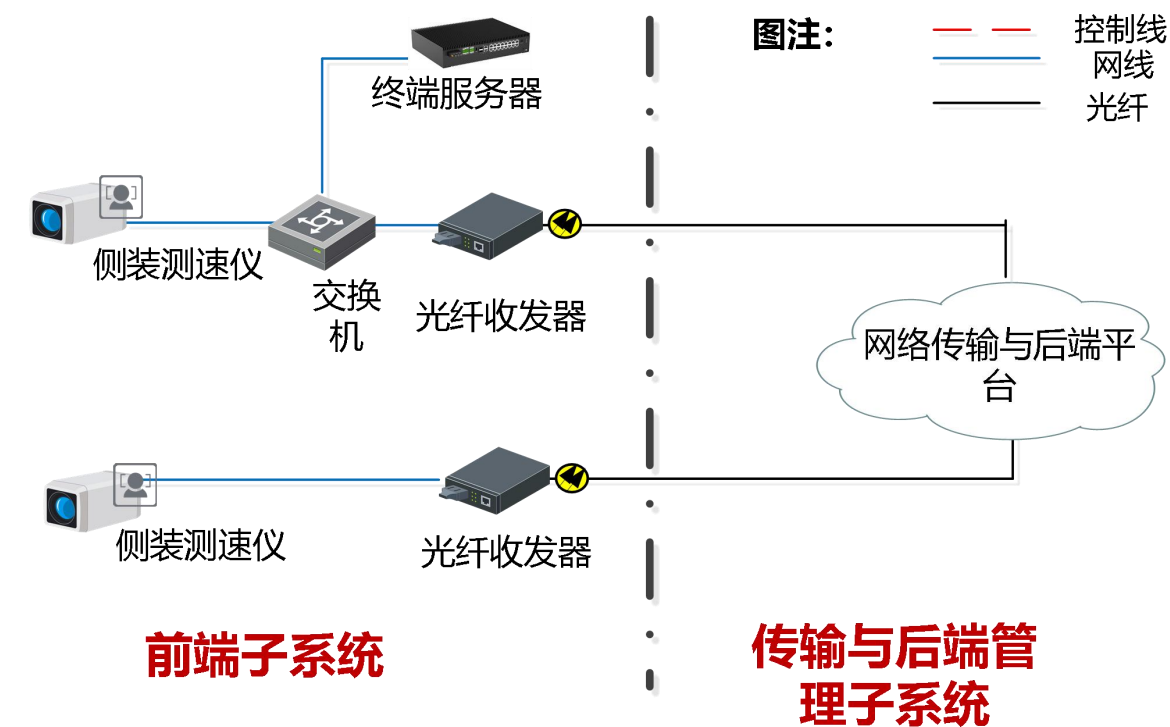 图注：
控制线
网线
光纤
终端服务器
侧装测速仪
交换
机
光纤收发器
网络传输与后端平
台
侧装测速仪
光纤收发器
前端子系统
传输与后端管
理子系统